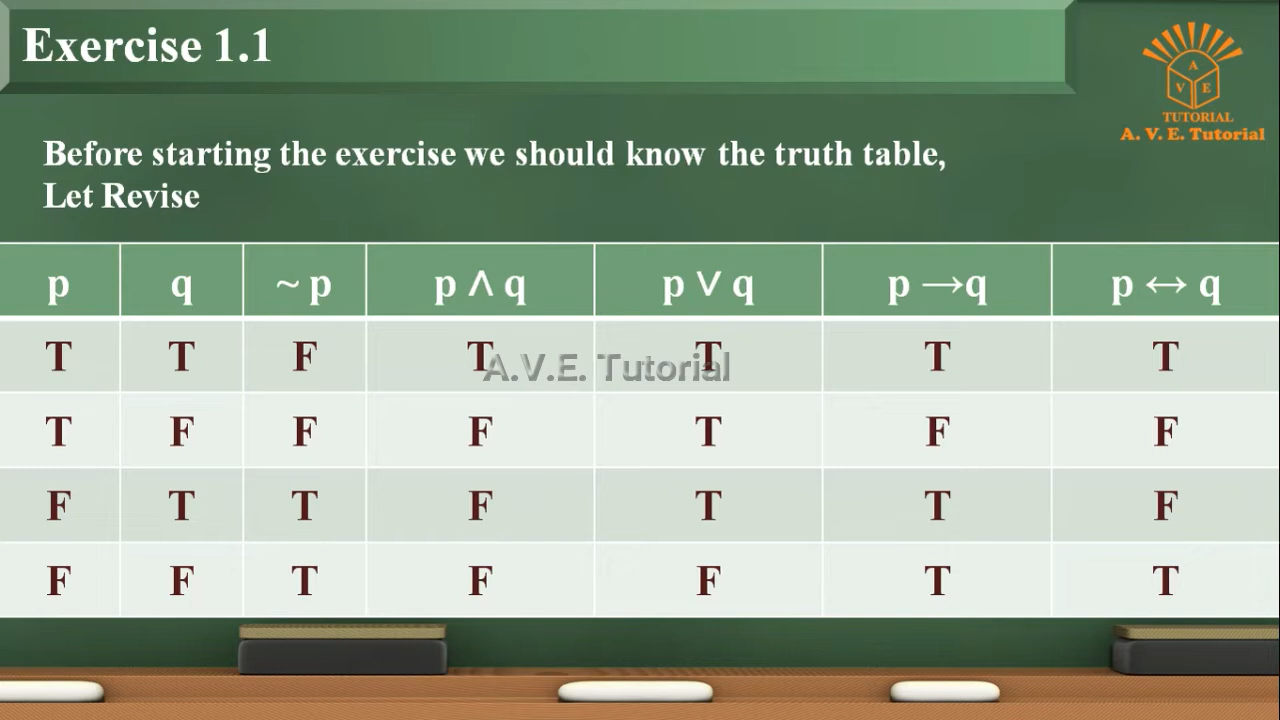 Exercise 1.1
A
V E
TUTORIAL
A. V. E. Tutorial
Before starting the exercise we should know the truth table,
Let Revise
p q ~ p p ∧ q p ∨ q p →q p ↔ q
T T F T T T T
A.V.E. Tutorial
T F F F T F F
F T T F T T F
F F T F F T T